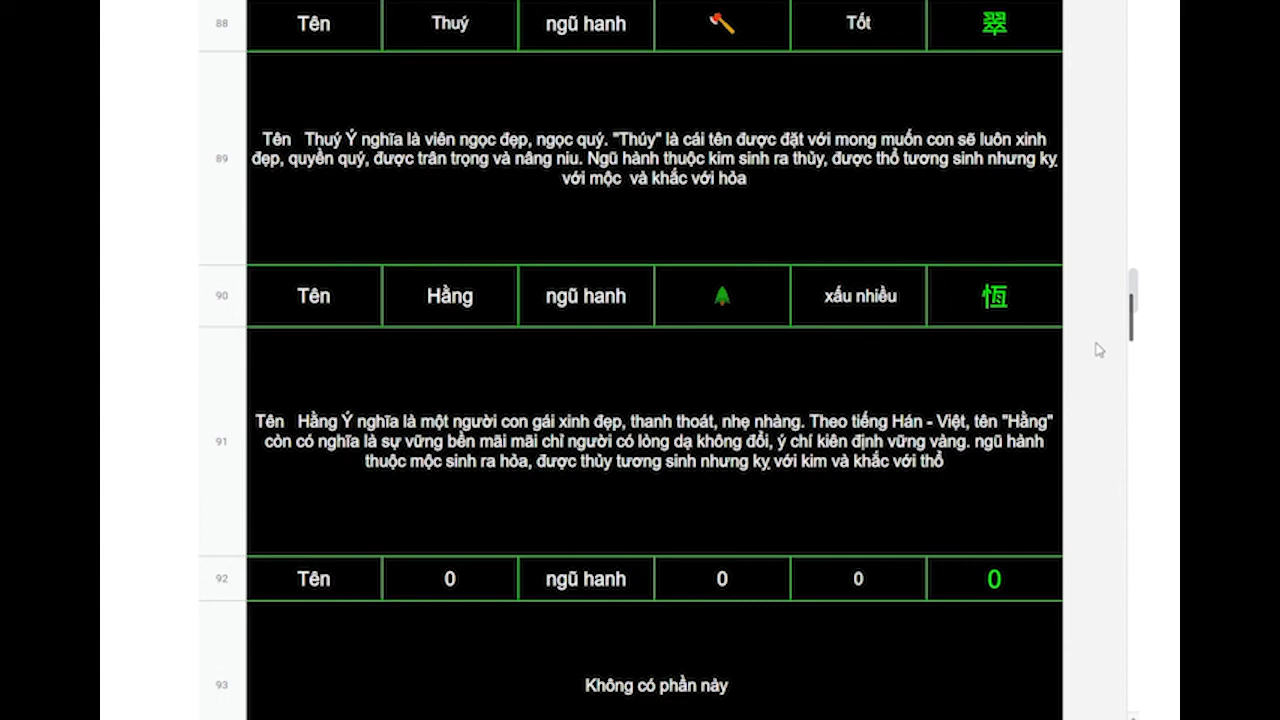 88 Tên Thuý ngũ hanh Tốt 翠
Tên Thuý Ý nghĩa là viên ngọc đẹp, ngọc quý. "Thúy" là cái tên được đặt với mong muốn con sẽ luôn xinh
89 đẹp, quyền quý, được trân trọng và nâng niu. Ngũ hành thuộc kim sinh ra thủy, được thổ tương sinh nhưng kỵ
với mộc và khắc với hỏa
90 Tên Hằng ngũ hanh xấu nhiều 恆
Tên Hằng Ý nghĩa là một người con gái xinh đẹp, thanh thoát, nhẹ nhàng. Theo tiếng Hán - Việt, tên "Hằng"
91 còn có nghĩa là sự vững bền mãi mãi chỉ người có lòng dạ không đổi, ý chí kiên định vững vàng. ngũ hành
thuộc mộc sinh ra hỏa, được thủy tương sinh nhưng kỵ với kim và khắc với thổ
92 Tên 0 ngũ hanh 0 0 0
93 Không có phần này